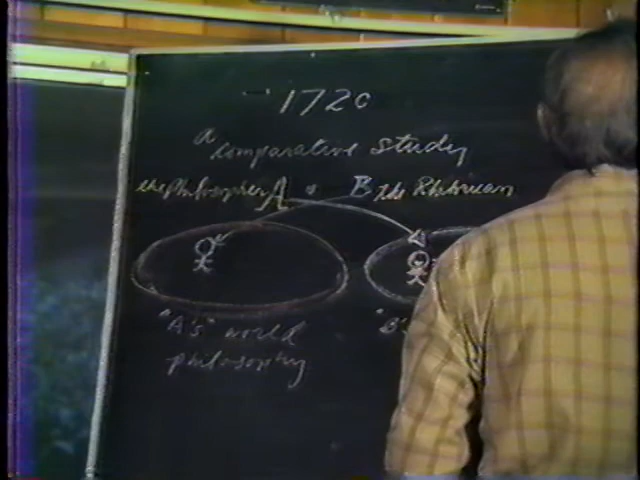 1720
a
comparative study
the Philosopher A & B the Rhetorician
"A's" world "B'
philosophy